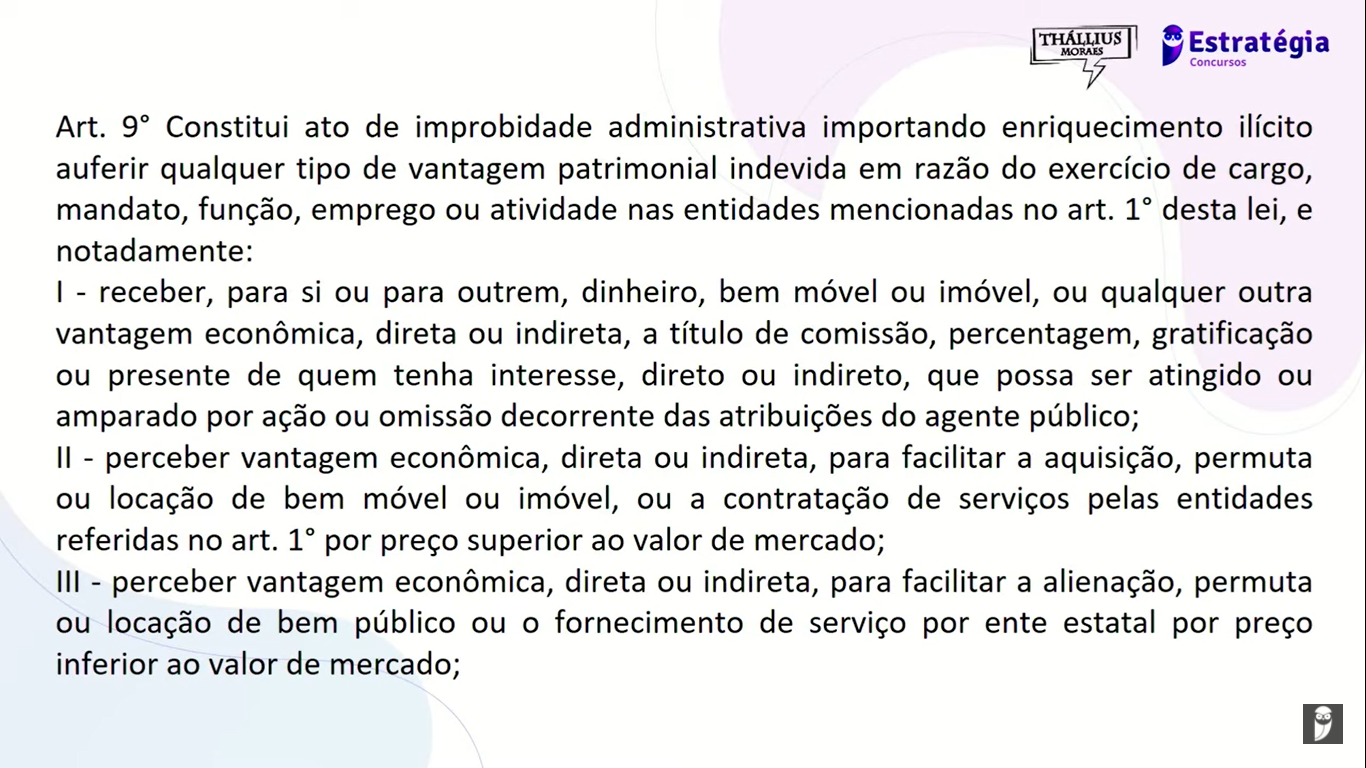 THÁLLIUS
MORAES
Estratégia
Concursos
Art. 9° Constitui ato de improbidade administrativa importando enriquecimento ilícito
auferir qualquer tipo de vantagem patrimonial indevida em razão do exercício de cargo,
mandato, função, emprego ou atividade nas entidades mencionadas no art. 1° desta lei, e
notadamente:
I - receber, para si ou para outrem, dinheiro, bem móvel ou imóvel, ou qualquer outra
vantagem econômica, direta ou indireta, a título de comissão, percentagem, gratificação
ou presente de quem tenha interesse, direto ou indireto, que possa ser atingido ou
amparado por ação ou omissão decorrente das atribuições do agente público;
II - perceber vantagem econômica, direta ou indireta, para facilitar a aquisição, permuta
ou locação de bem móvel ou imóvel, ou a contratação de serviços pelas entidades
referidas no art. 1° por preço superior ao valor de mercado;
III - perceber vantagem econômica, direta ou indireta, para facilitar a alienação, permuta
ou locação de bem público ou o fornecimento de serviço por ente estatal por preço
inferior ao valor de mercado;